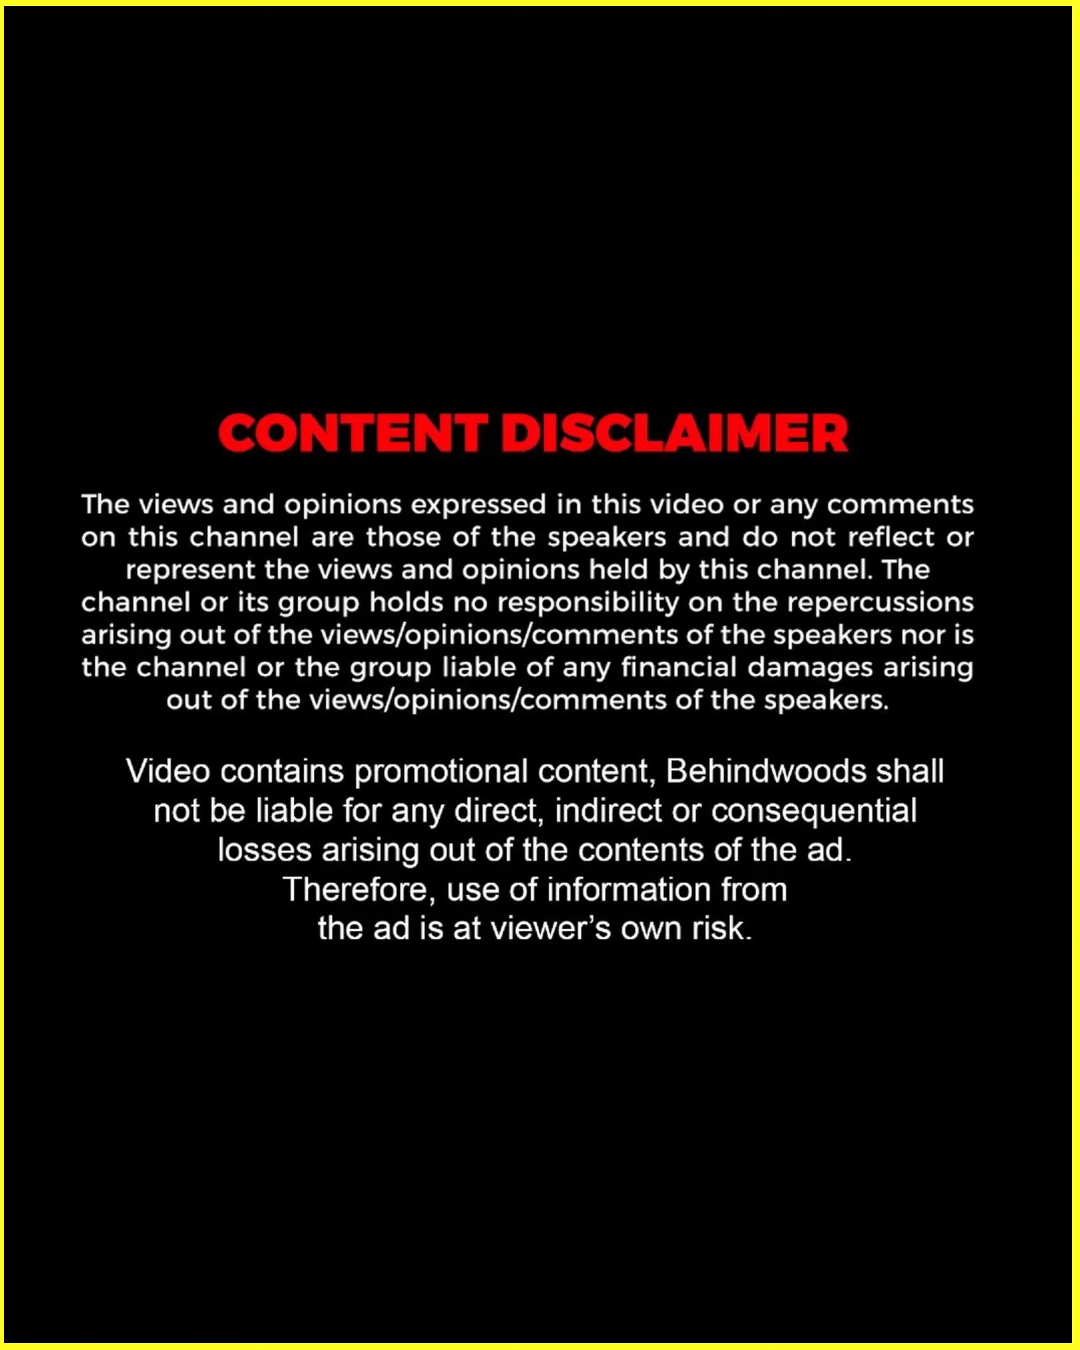 CONTENT DISCLAIMER
The views and opinions expressed in this video or any comments
on this channel are those of the speakers and do not reflect or
represent the views and opinions held by this channel. The
channel or its group holds no responsibility on the repercussions
arising out of the views/opinions/comments of the speakers nor is
the channel or the group liable of any financial damages arising
out of the views/opinions/comments of the speakers.
Video contains promotional content, Behindwoods shall
not be liable for any direct, indirect or consequential
losses arising out of the contents of the ad.
Therefore, use of information from
the ad is at viewer’s own risk.